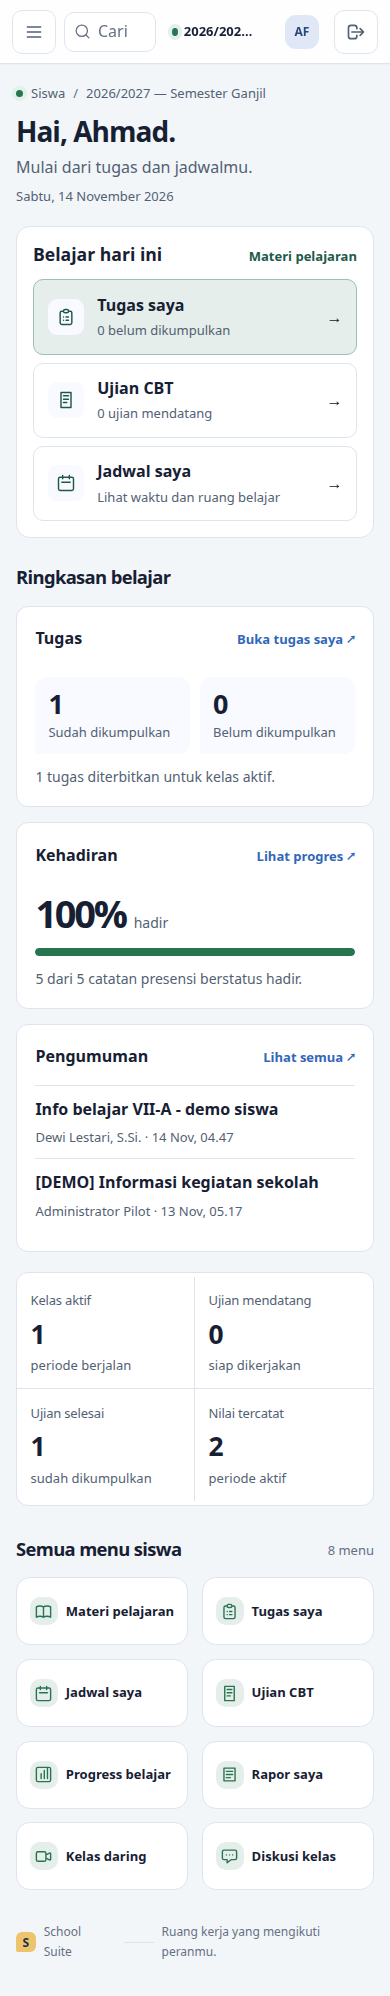 Cari
2026/202...
AF
Siswa / 2026/2027 — Semester Ganjil
Hai, Ahmad.
Mulai dari tugas dan jadwalmu.
Sabtu, 14 November 2026
Belajar hari ini
Materi pelajaran
Tugas saya
0 belum dikumpulkan
→
Ujian CBT
0 ujian mendatang
→
Jadwal saya
Lihat waktu dan ruang belajar
→
Ringkasan belajar
Tugas
Buka tugas saya ↗
1
Sudah dikumpulkan
0
Belum dikumpulkan
1 tugas diterbitkan untuk kelas aktif.
Kehadiran
Lihat progres ↗
100% hadir
5 dari 5 catatan presensi berstatus hadir.
Pengumuman
Lihat semua ↗
Info belajar VII-A - demo siswa
Dewi Lestari, S.Si. · 14 Nov, 04.47
[DEMO] Informasi kegiatan sekolah
Administrator Pilot · 13 Nov, 05.17
Kelas aktif
1
periode berjalan
Ujian mendatang
0
siap dikerjakan
Ujian selesai
1
sudah dikumpulkan
Nilai tercatat
2
periode aktif
Semua menu siswa
8 menu
Materi pelajaran
Tugas saya
Jadwal saya
Ujian CBT
Progress belajar
Rapor saya
Kelas daring
Diskusi kelas
S
School
Suite
Ruang kerja yang mengikuti
peranmu.